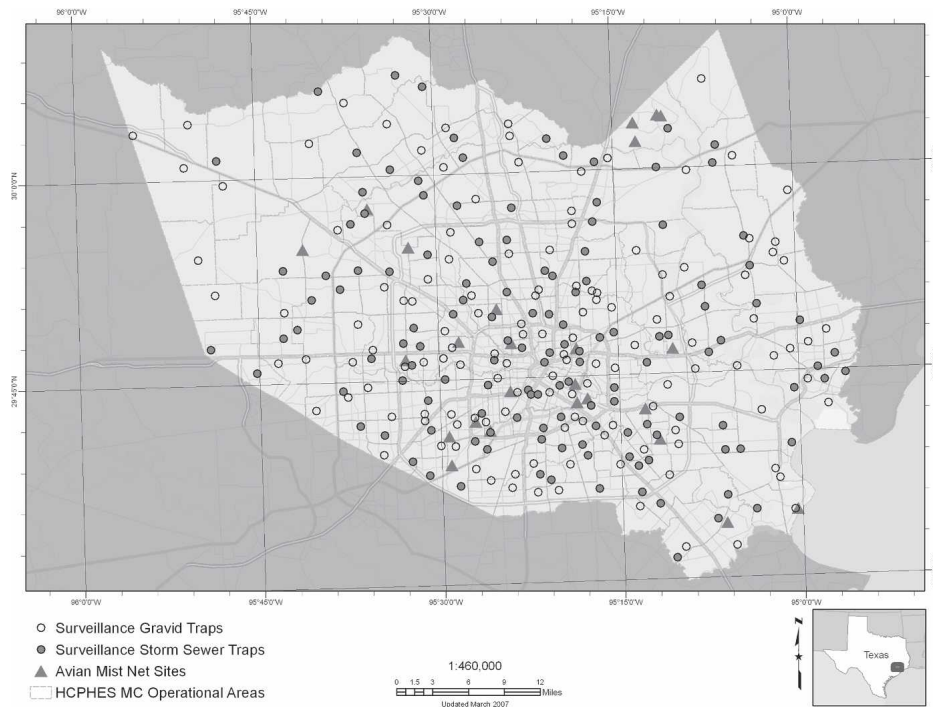 96°0'0"W 95°45'0"W 95°30'0"W 95°15'0"W 95°0'0"W
30°0'0"N
29°45'0"N
96°0'0"W 95°45'0"W 95°30'0"W 95°15'0"W 95°0'0"W
Surveillance Gravid Traps
Surveillance Storm Sewer Traps
Avian Mist Net Sites
HCPHES MC Operational Areas
1:460,000
0 1.5 3 6 9 12
Miles
Updated March 2007
N
Texas